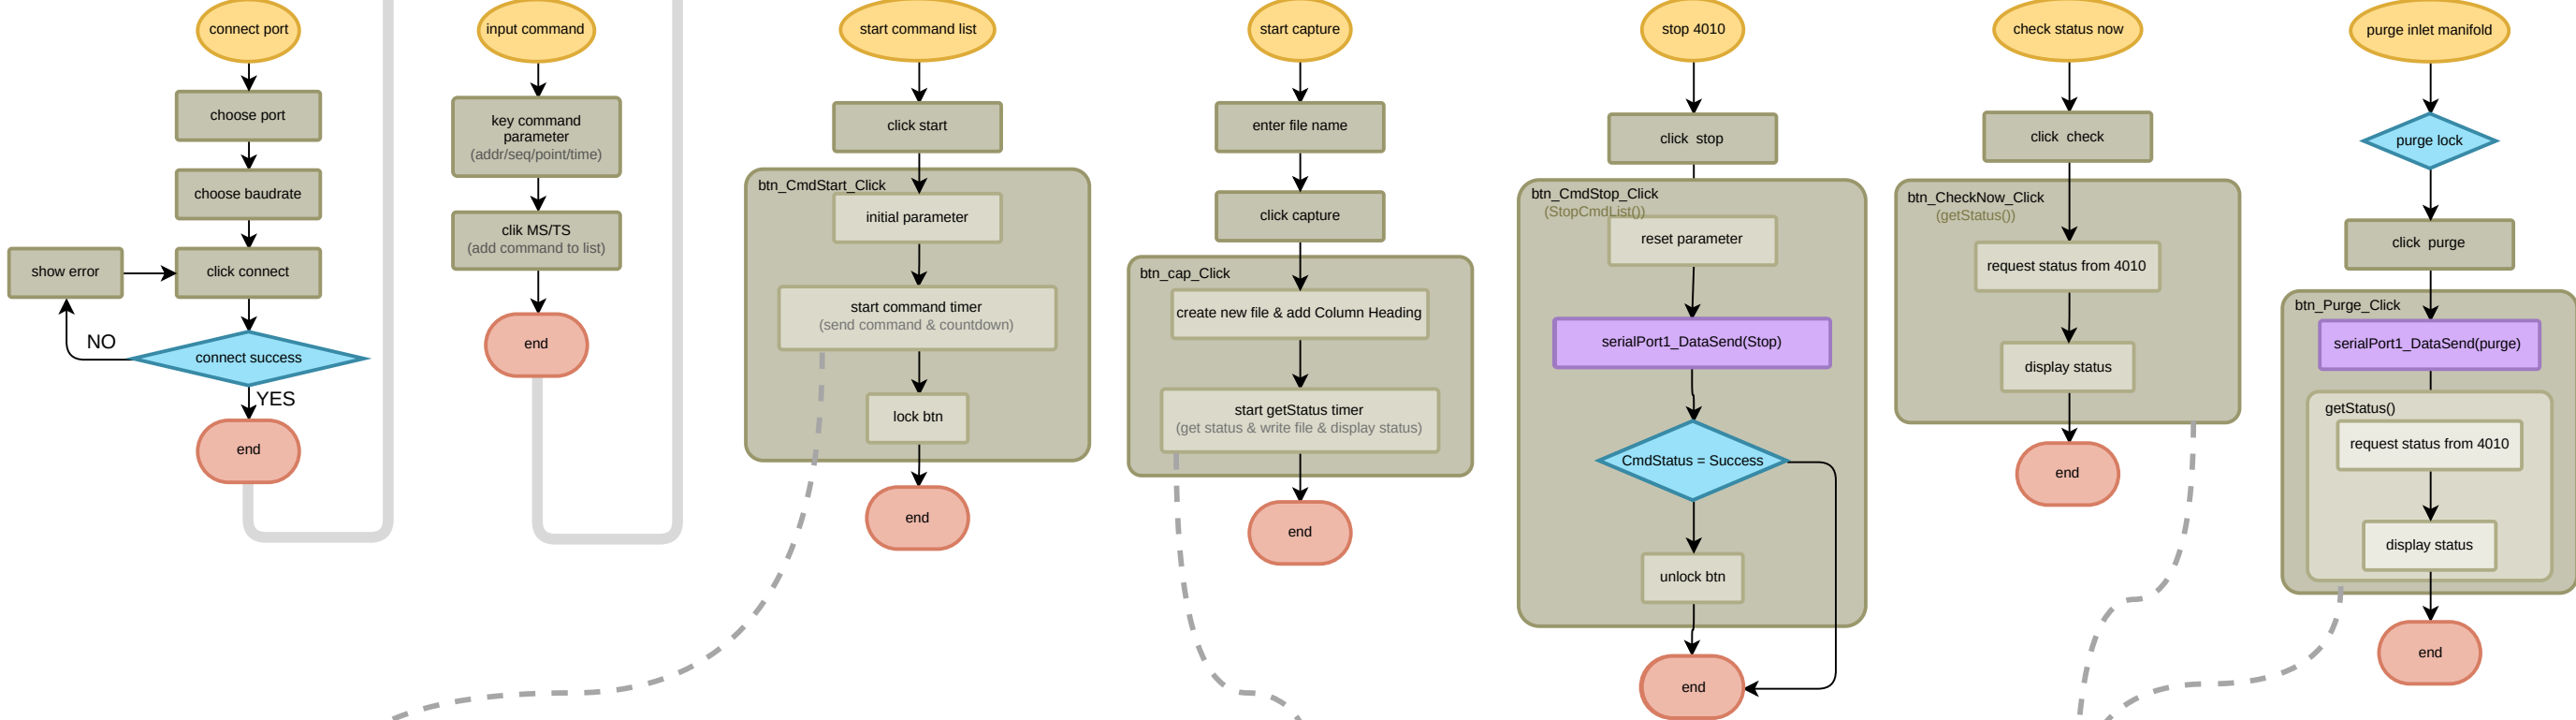 connect port
choose port
choose baudrate
show error
click connect
NO
connect success
YES
end
input command
key command
parameter
(addr/seq/point/time)
clik MS/TS
(add command to list)
end
start command list
click start
btn_CmdStart_Click
initial parameter
start command timer
(send command & countdown)
lock btn
end
start capture
enter file name
click capture
btn_cap_Click
create new file & add Column Heading
start getStatus timer
(get status & write file & display status)
end
stop 4010
click  stop
btn_CmdStop_Click
(StopCmdList())
reset parameter
serialPort1_DataSend(Stop)
CmdStatus = Success
unlock btn
end
check status now
click  check
btn_CheckNow_Click
(getStatus())
request status from 4010
display status
end
purge inlet manifold
purge lock
click  purge
btn_Purge_Click
serialPort1_DataSend(purge)
getStatus()
request status from 4010
display status
end